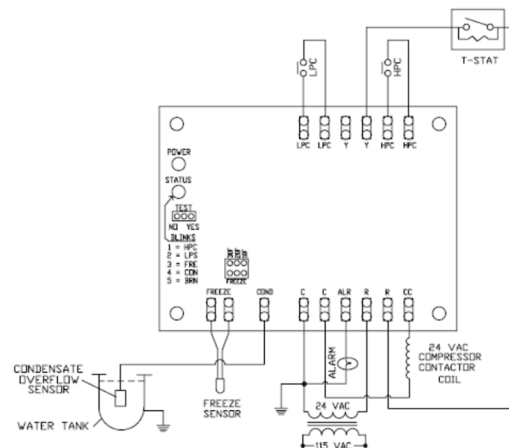 T-STAT
LPC
HPC
LPC LPC Y Y HPC HPC
POWER
STATUS
TEST
NO YES
BLINKS
1 = HPC
2 = LPS
3 = FRE
4 = CON
5 = BRN
FREEZE
FREEZE COND C C ALR R R CC
ALARM
24 VAC
COMPRESSOR
CONTACTOR
COIL
CONDENSATE
OVERFLOW
SENSOR
WATER TANK
FREEZE
SENSOR
24 VAC
115 VAC